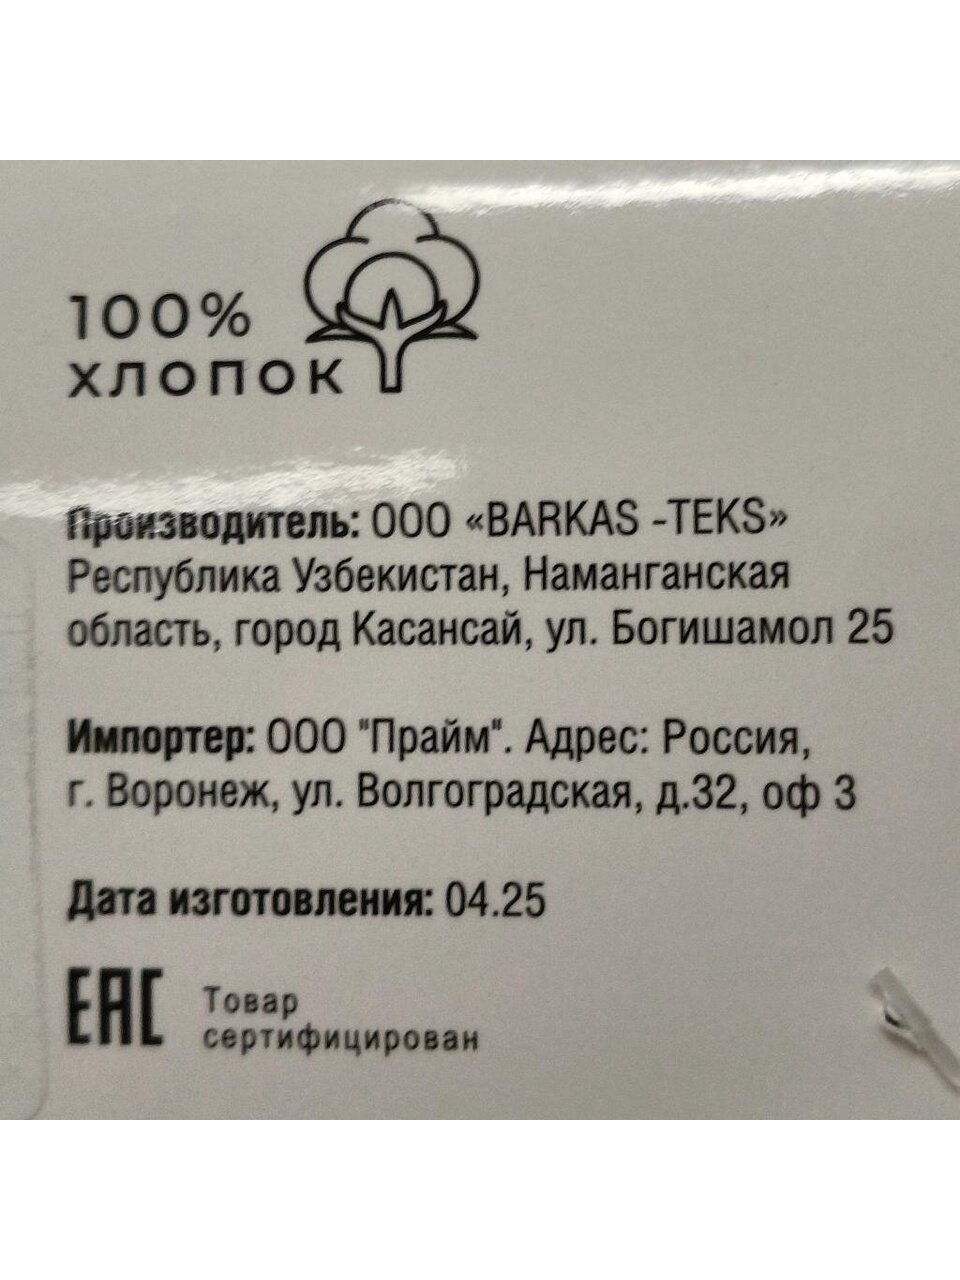 100%
ХЛОПОК
Производитель: ООО «BARKAS -TEKS»
Республика Узбекистан, Наманганская
область, город Касансай, ул. Богишамол 25
Импортер: ООО "Прайм". Адрес: Россия,
г. Воронеж, ул. Волгоградская, д.32, оф 3
Дата изготовления: 04.25
ЕАС Товар
сертифицирован